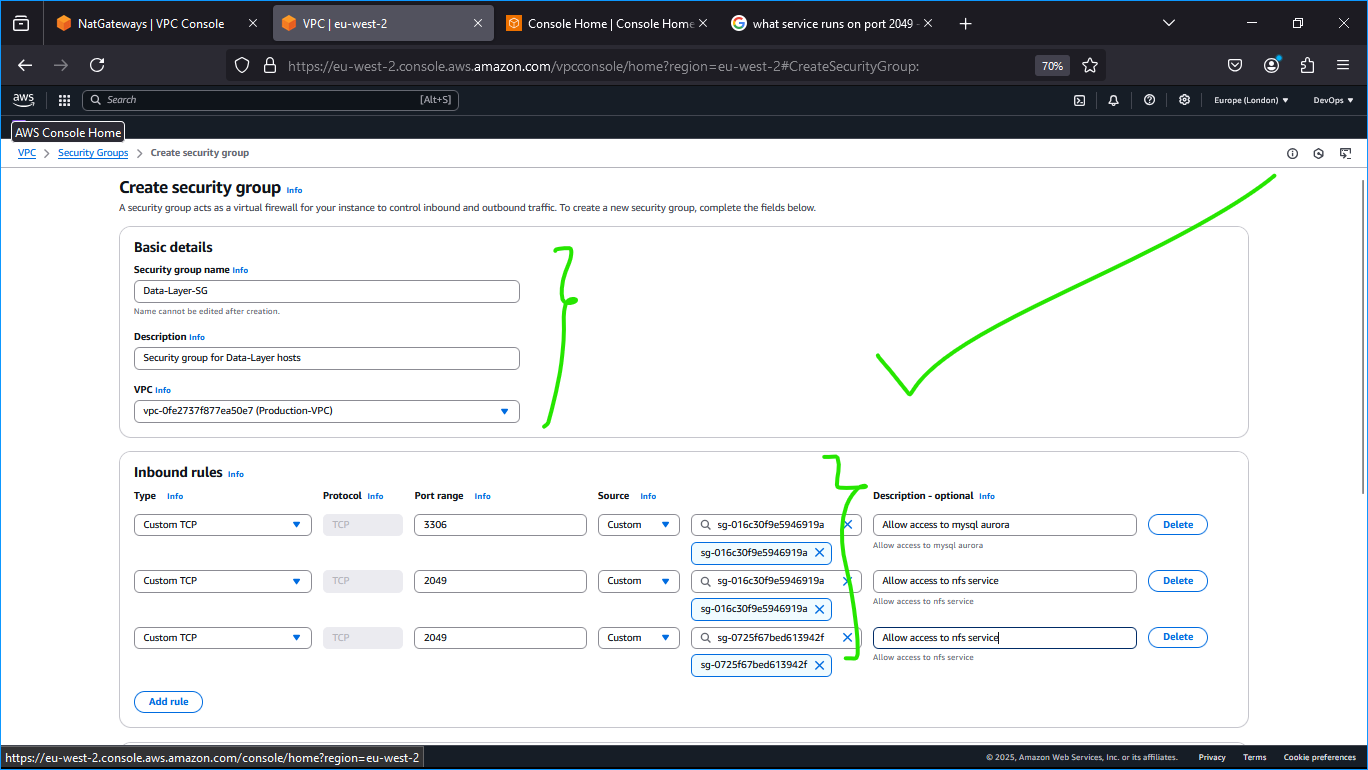 NatGateways | VPC Console
VPC | eu-west-2
Console Home | Console Home
what service runs on port 2049 -
https://eu-west-2.console.aws.amazon.com/vpcconsole/home?region=eu-west-2#CreateSecurityGroup:
70%
aws
Search
[Alt+S]
Europe (London)
DevOps
AWS Console Home
VPC > Security Groups > Create security group
Create security group Info
A security group acts as a virtual firewall for your instance to control inbound and outbound traffic. To create a new security group, complete the fields below.
Basic details
Security group name Info
Data-Layer-SG
Name cannot be edited after creation.
Description Info
Security group for Data-Layer hosts
VPC Info
vpc-0fe2737f877ea50e7 (Production-VPC)
Inbound rules Info
Type Info Protocol Info Port range Info Source Info Description - optional Info
Custom TCP TCP 3306 Custom sg-016c30f9e5946919a Allow access to mysql aurora Delete
sg-016c30f9e5946919a Allow access to mysql aurora
Custom TCP TCP 2049 Custom sg-016c30f9e5946919a Allow access to nfs service Delete
sg-016c30f9e5946919a Allow access to nfs service
Custom TCP TCP 2049 Custom sg-0725f67bed613942f Allow access to nfs service Delete
sg-0725f67bed613942f Allow access to nfs service
Add rule
https://eu-west-2.console.aws.amazon.com/console/home?region=eu-west-2
© 2025, Amazon Web Services, Inc. or its affiliates. Privacy Terms Cookie preferences